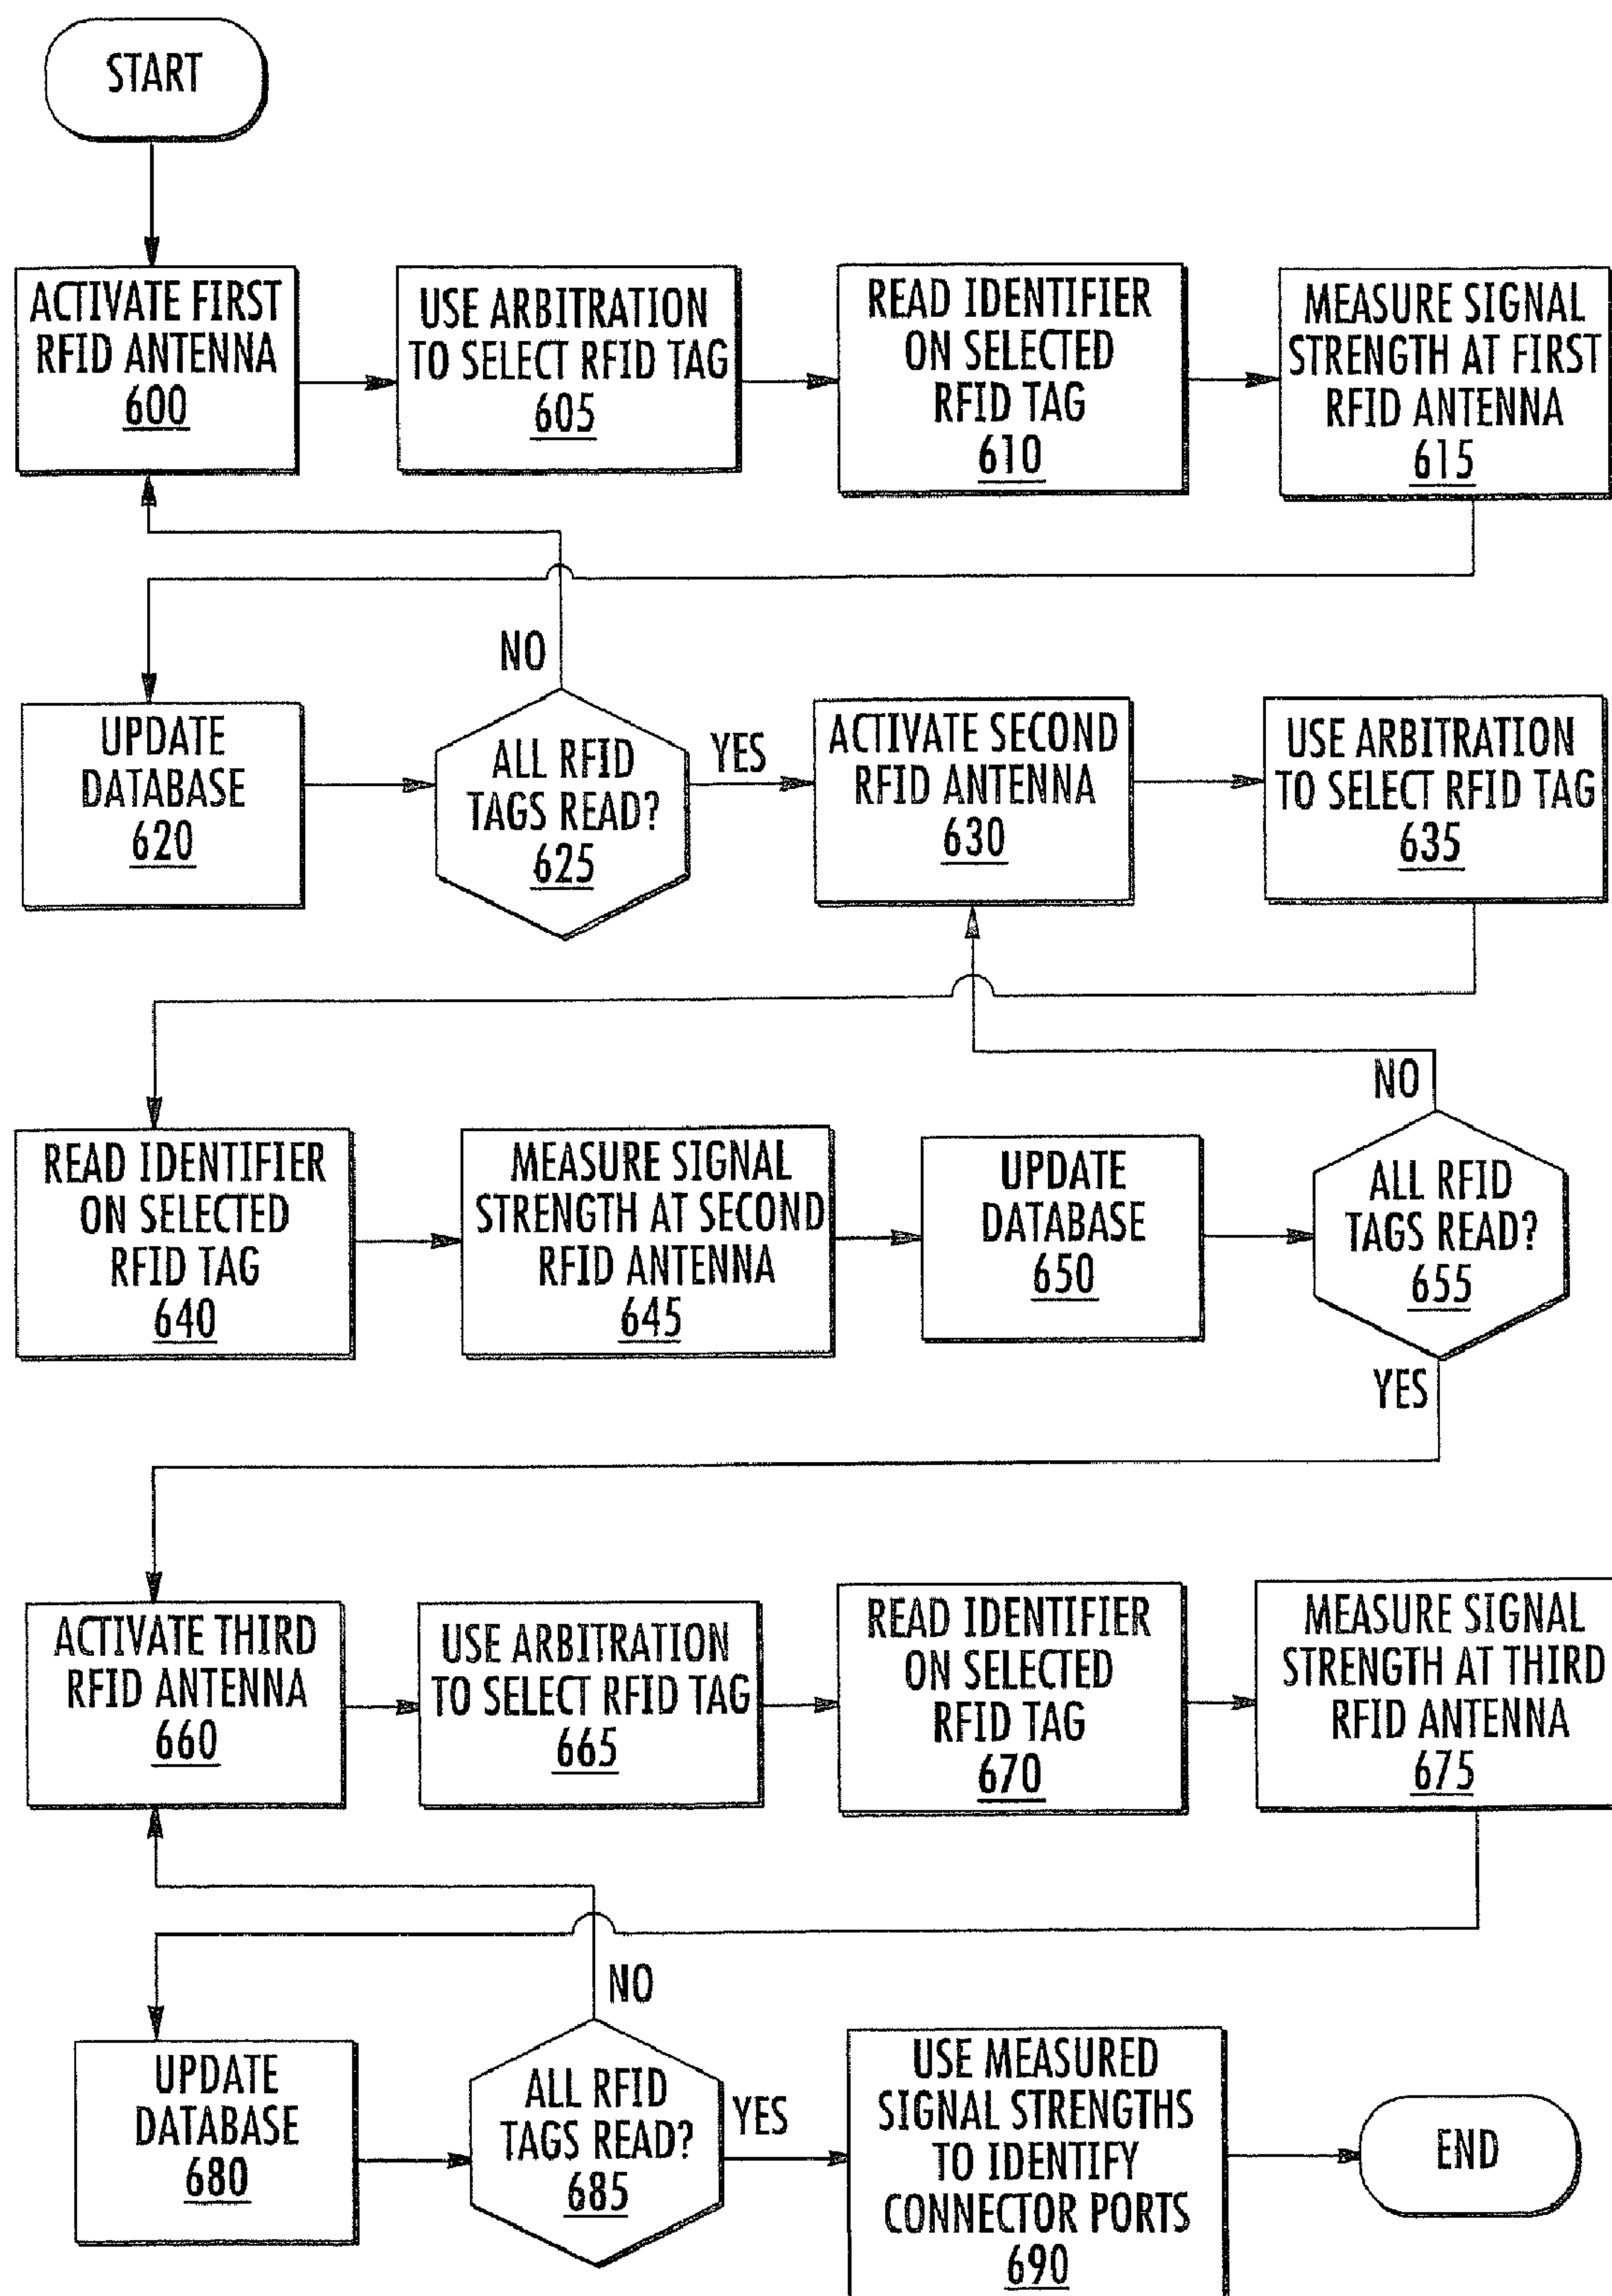 START
ACTIVATE FIRST
RFID ANTENNA
600
USE ARBITRATION
TO SELECT RFID TAG
605
READ IDENTIFIER
ON SELECTED
RFID TAG
610
MEASURE SIGNAL
STRENGTH AT FIRST
RFID ANTENNA
615
NO
UPDATE
DATABASE
620
ALL RFID
TAGS READ?
625
YES
ACTIVATE SECOND
RFID ANTENNA
630
USE ARBITRATION
TO SELECT RFID TAG
635
NO
READ IDENTIFIER
ON SELECTED
RFID TAG
640
MEASURE SIGNAL
STRENGTH AT SECOND
RFID ANTENNA
645
UPDATE
DATABASE
650
ALL RFID
TAGS READ?
655
YES
ACTIVATE THIRD
RFID ANTENNA
660
USE ARBITRATION
TO SELECT RFID TAG
665
READ IDENTIFIER
ON SELECTED
RFID TAG
670
MEASURE SIGNAL
STRENGTH AT THIRD
RFID ANTENNA
675
NO
UPDATE
DATABASE
680
ALL RFID
TAGS READ?
685
YES
USE MEASURED
SIGNAL STRENGTHS
TO IDENTIFY
CONNECTOR PORTS
690
END